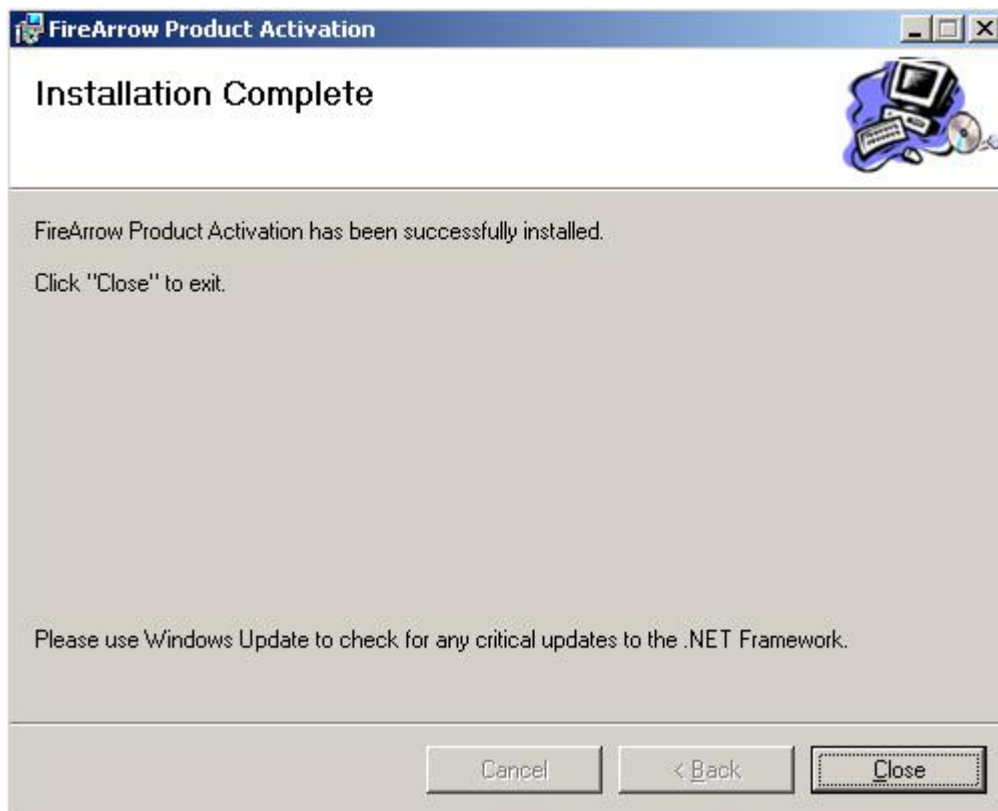 FireArrow Product Activation
Installation Complete
FireArrow Product Activation has been successfully installed.
Click "Close" to exit.
Please use Windows Update to check for any critical updates to the .NET Framework.
Cancel
< Back
Close